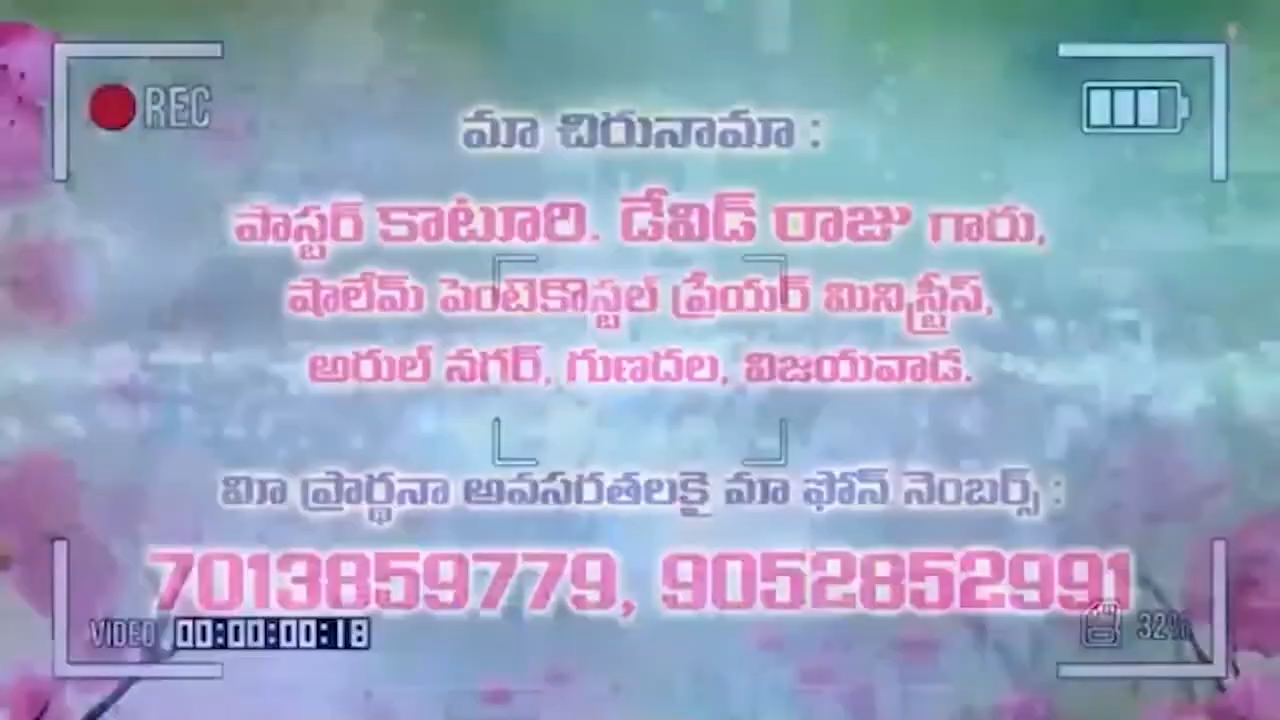 REC
మా చిరునామా :
పాస్టర్ కాటూరి. డేవిడ్ రాజు గారు,
షాలేమ్ పెంటెకొస్టల్ ప్రేయర్ మినిస్ట్రీస్,
అరుల్ నగర్, గుణదల, విజయవాడ.
మీ ప్రార్థనా అవసరతలకై మా ఫోన్ నెంబర్స్ :
7013859779, 9052852991
VIDEO 00:00:00:18
32%